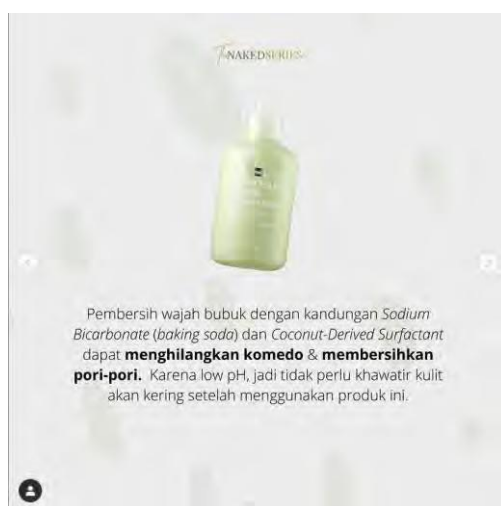 The NAKEDSERIES
Pembersih wajah bubuk dengan kandungan Sodium
Bicarbonate (baking soda) dan Coconut-Derived Surfactant
dapat menghilangkan komedo & membersihkan
pori-pori. Karena low pH, jadi tidak perlu khawatir kulit
akan kering setelah menggunakan produk ini.